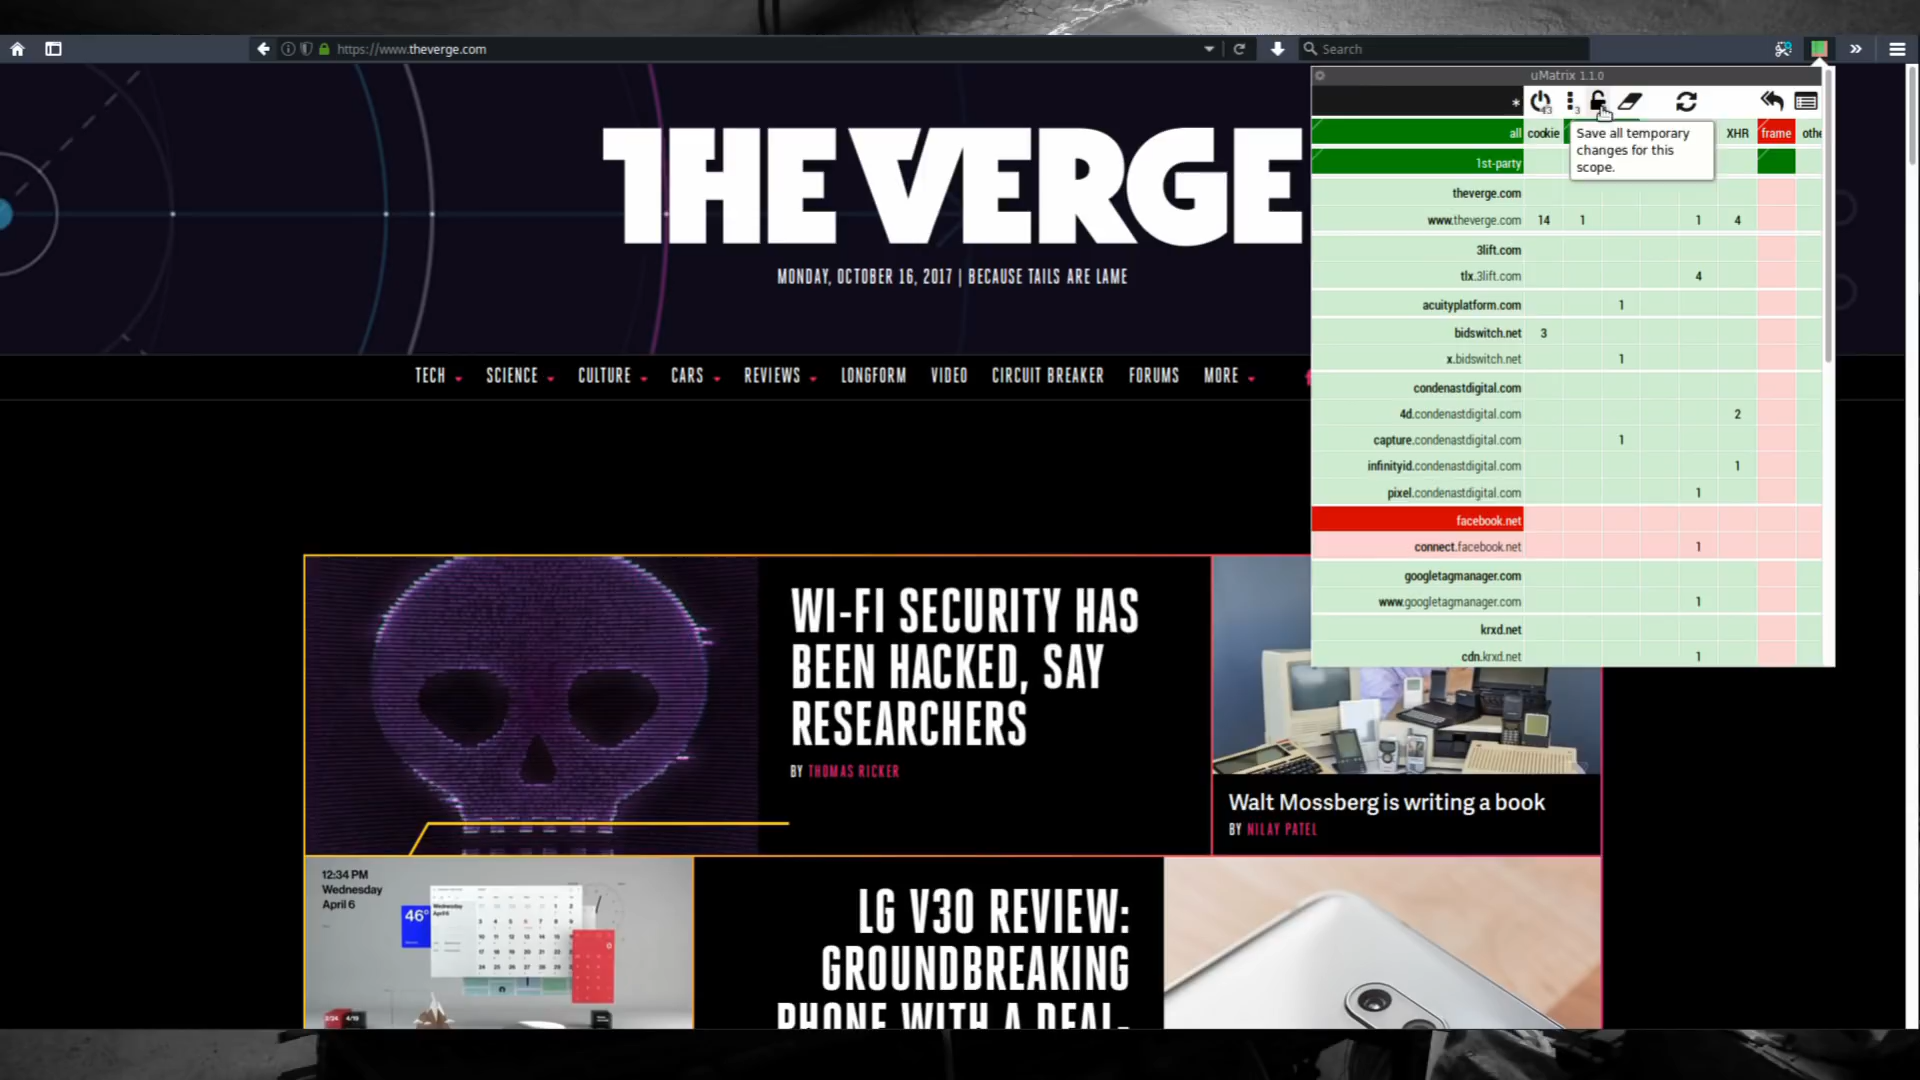 https://www.theverge.com
Search
uMatrix 1.1.0
*
43
3
all cookie XHR frame othe
Save all temporary
changes for this
scope.
1st-party
theverge.com
www.theverge.com 14 1 1 4
3lift.com
tlx.3lift.com 4
acuityplatform.com 1
bidswitch.net 3
x.bidswitch.net 1
condenastdigital.com
4d.condenastdigital.com 2
capture.condenastdigital.com 1
infinityid.condenastdigital.com 1
pixel.condenastdigital.com 1
facebook.net
connect.facebook.net 1
googletagmanager.com
www.googletagmanager.com 1
krxd.net
cdn.krxd.net 1
THE VERGE
MONDAY, OCTOBER 16, 2017 | BECAUSE TAILS ARE LAME
TECH SCIENCE CULTURE CARS REVIEWS LONGFORM VIDEO CIRCUIT BREAKER FORUMS MORE
WI-FI SECURITY HAS
BEEN HACKED, SAY
RESEARCHERS
BY THOMAS RICKER
Walt Mossberg is writing a book
BY NILAY PATEL
12:34 PM
Wednesday
April 6
46°
LG V30 REVIEW:
GROUNDBREAKING
PHONE WITH A DEAL-